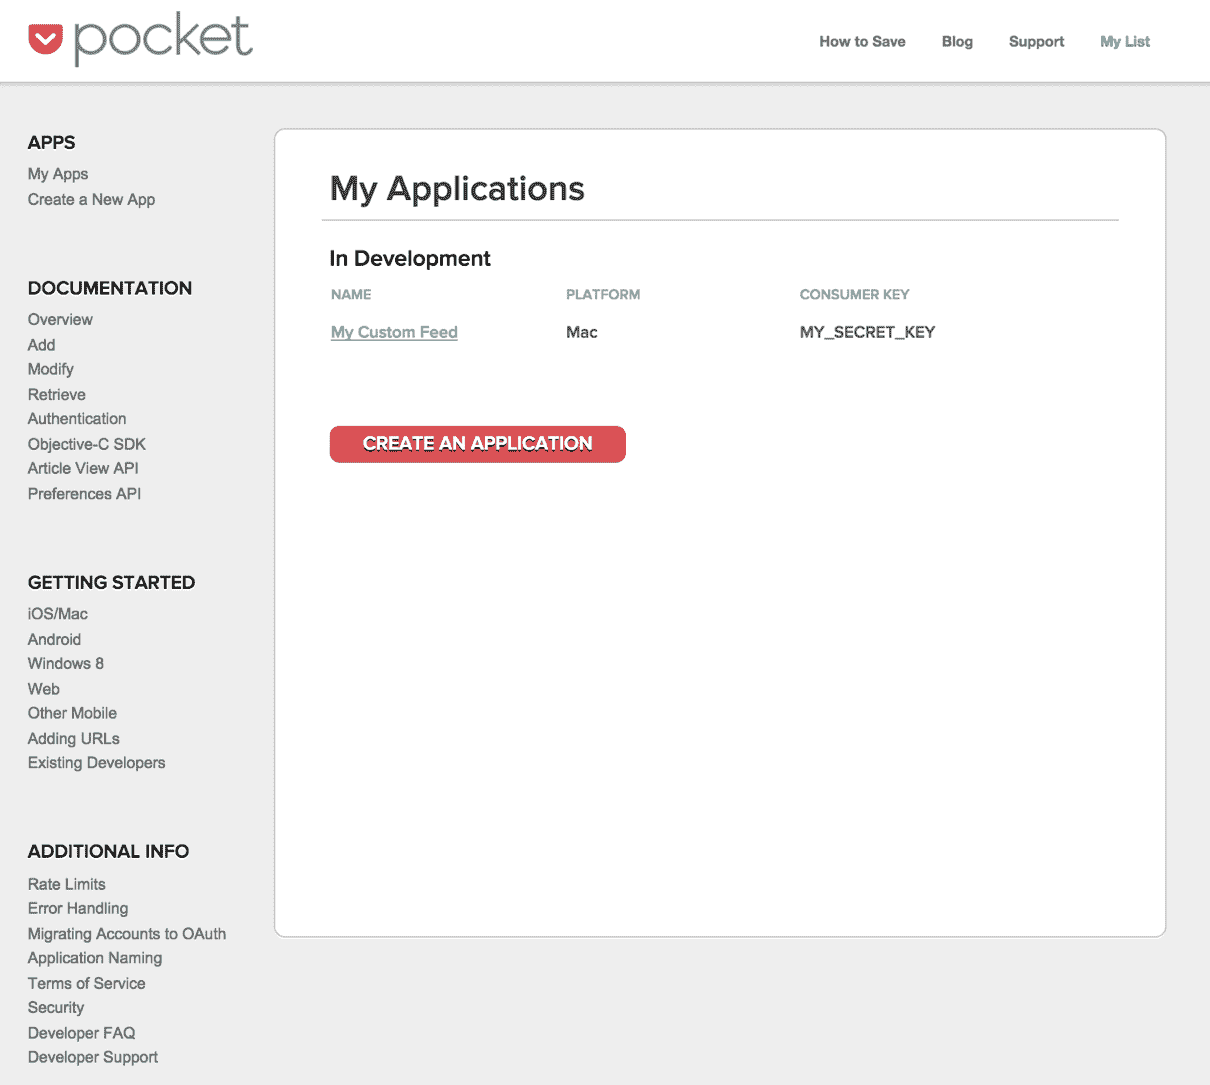 pocket
How to Save Blog Support My List
APPS
My Apps
Create a New App
DOCUMENTATION
Overview
Add
Modify
Retrieve
Authentication
Objective-C SDK
Article View API
Preferences API
GETTING STARTED
iOS/Mac
Android
Windows 8
Web
Other Mobile
Adding URLs
Existing Developers
ADDITIONAL INFO
Rate Limits
Error Handling
Migrating Accounts to OAuth
Application Naming
Terms of Service
Security
Developer FAQ
Developer Support
My Applications
In Development
NAME PLATFORM CONSUMER KEY
My Custom Feed Mac MY_SECRET_KEY
CREATE AN APPLICATION